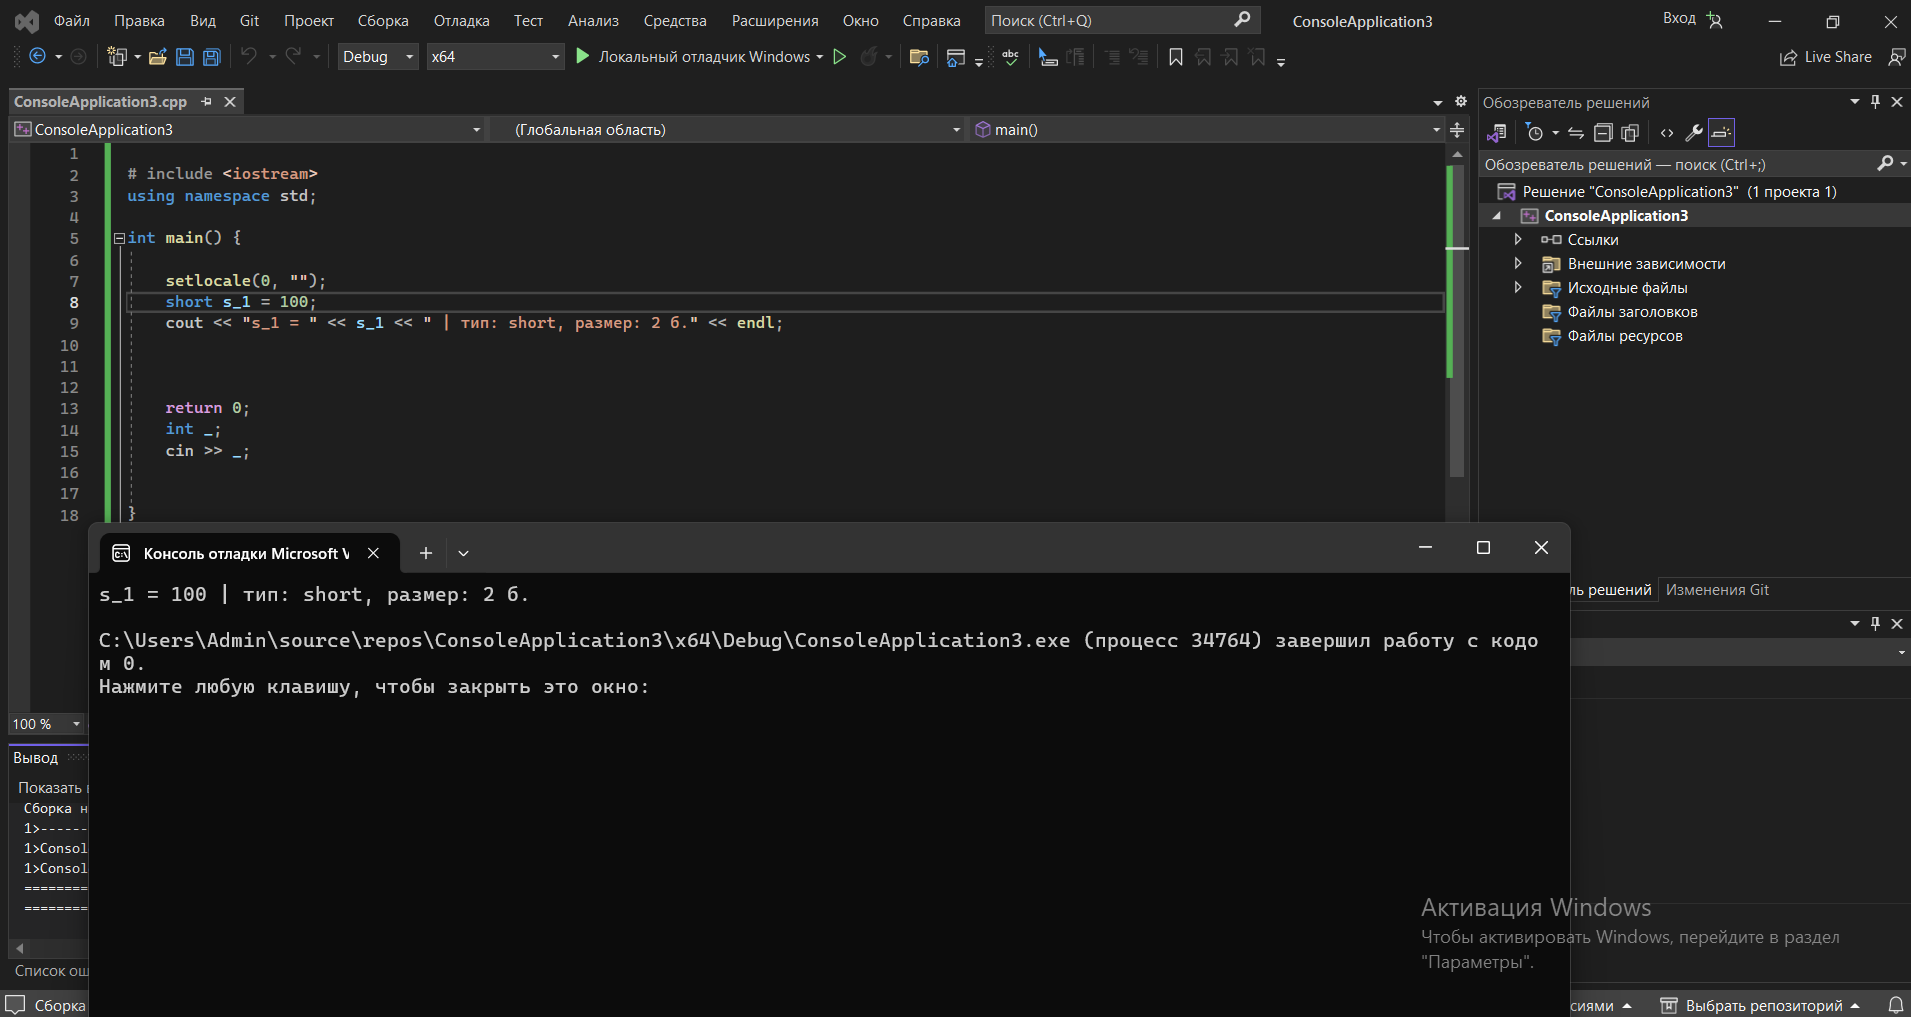 Файл Правка Вид Git Проект Сборка Отладка Тест Анализ Средства Расширения Окно Справка Поиск (Ctrl+Q) ConsoleApplication3 Вход
Debug x64 Локальный отладчик Windows abc Live Share
ConsoleApplication3.cpp
ConsoleApplication3 (Глобальная область) main()
1
2 # include <iostream>
3 using namespace std;
4
5 int main() {
6
7 setlocale(0, "");
8 short s_1 = 100;
9 cout << "s_1 = " << s_1 << " | тип: short, размер: 2 б." << endl;
10
11
12
13 return 0;
14 int _;
15 cin >> _;
16
17
18 }
100 %
Вывод
Показать
Сборка н
1>------
1>Consol
1>Consol
==========
==========
Список ош
Сборка
Консоль отладки Microsoft V
s_1 = 100 | тип: short, размер: 2 б.
C:\Users\Admin\source\repos\ConsoleApplication3\x64\Debug\ConsoleApplication3.exe (процесс 34764) завершил работу с кодо
м 0.
Нажмите любую клавишу, чтобы закрыть это окно:
Обозреватель решений
Обозреватель решений — поиск (Ctrl+;)
Решение "ConsoleApplication3" (1 проекта 1)
ConsoleApplication3
Ссылки
Внешние зависимости
Исходные файлы
Файлы заголовков
Файлы ресурсов
ль решений Изменения Git
Активация Windows
Чтобы активировать Windows, перейдите в раздел
"Параметры".
сиями Выбрать репозиторий